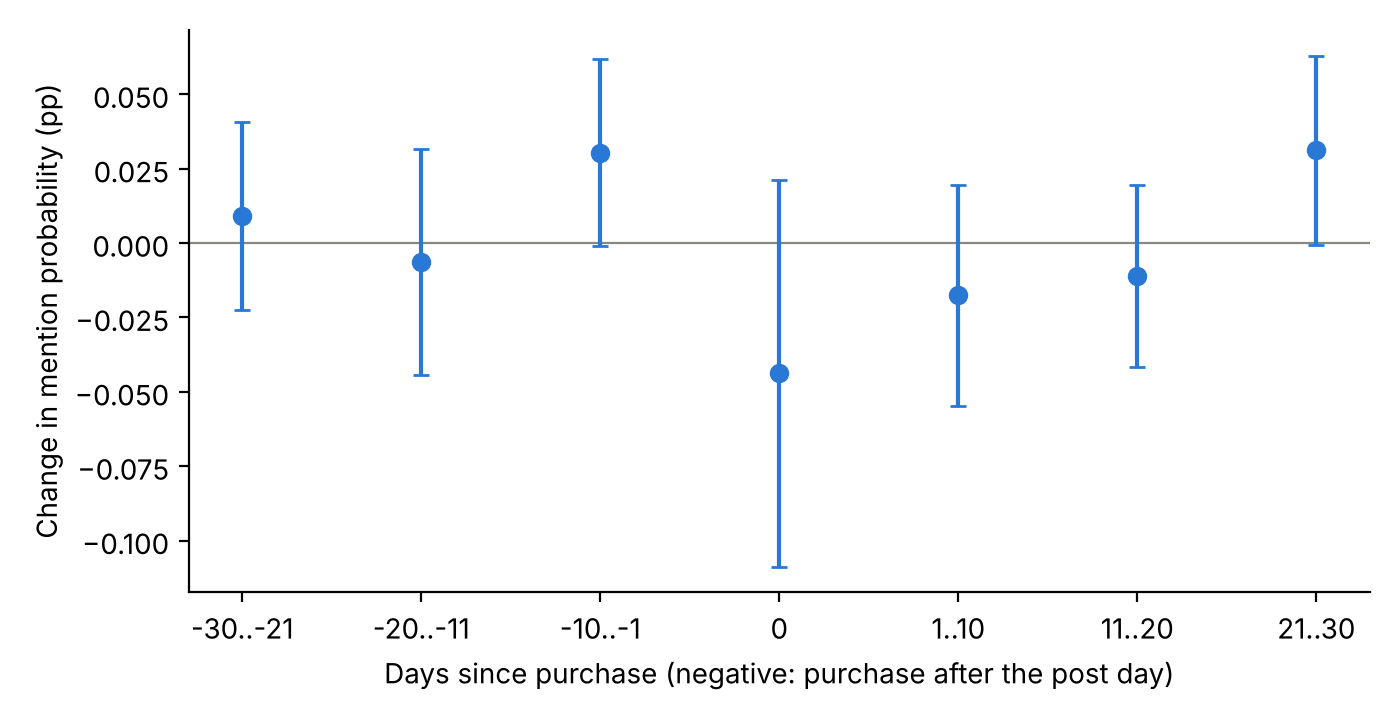 Change in mention probability (pp)
0.050
0.025
0.000
−0.025
−0.050
−0.075
−0.100
-30..-21 -20..-11 -10..-1 0 1..10 11..20 21..30
Days since purchase (negative: purchase after the post day)